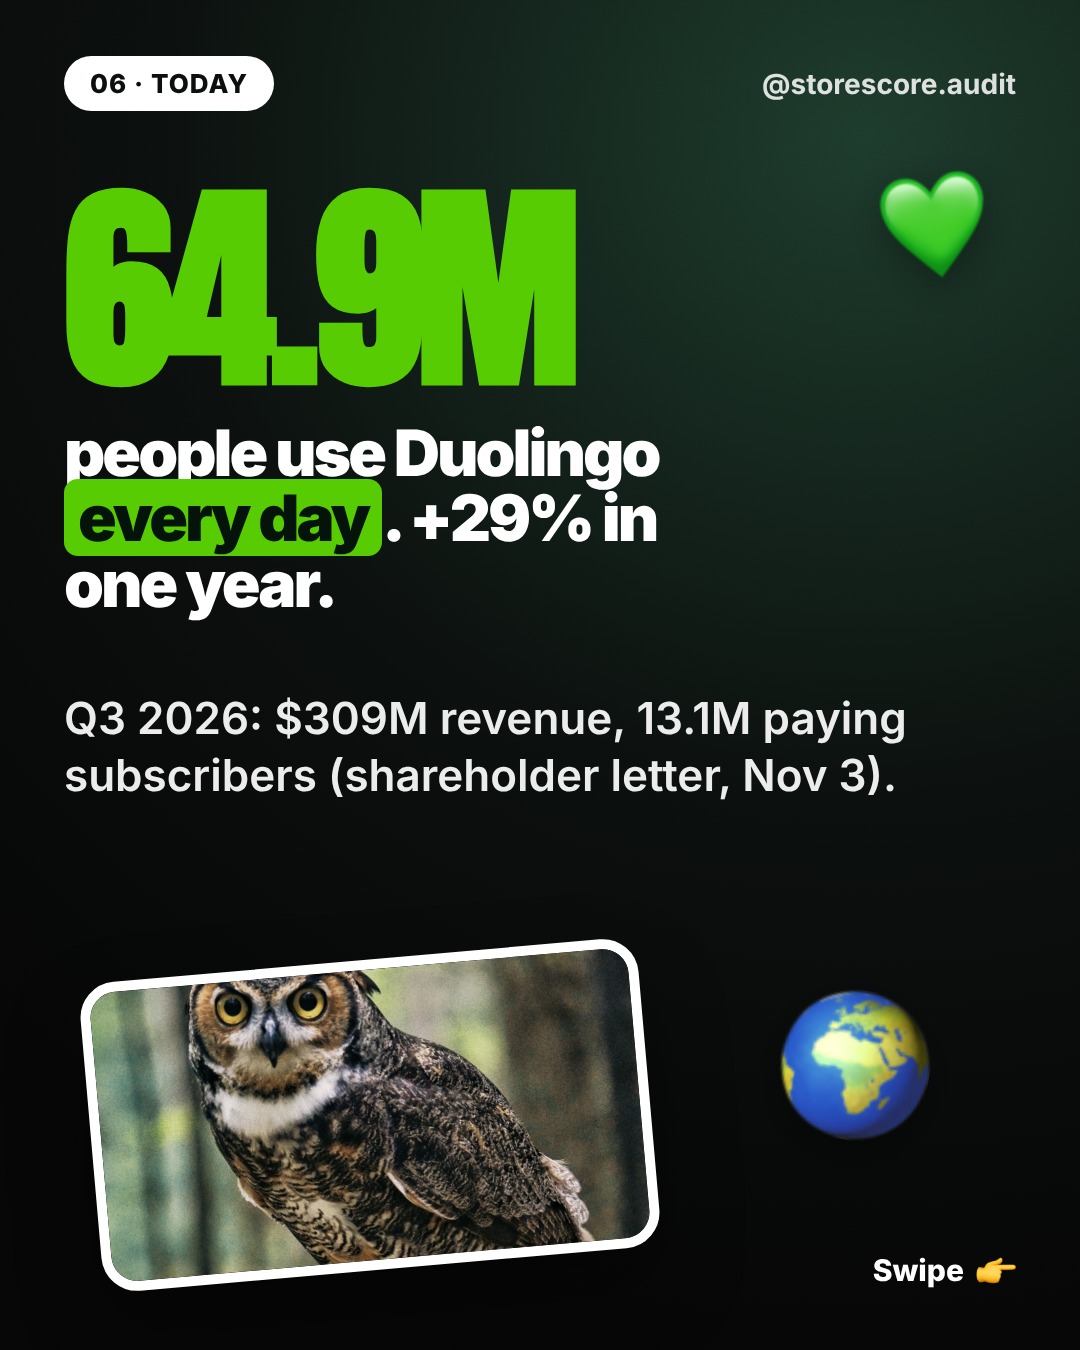 06 · TODAY
@storescore.audit
64.9M
people use Duolingo
every day. +29% in
one year.
Q3 2026: $309M revenue, 13.1M paying
subscribers (shareholder letter, Nov 3).
Swipe 👉